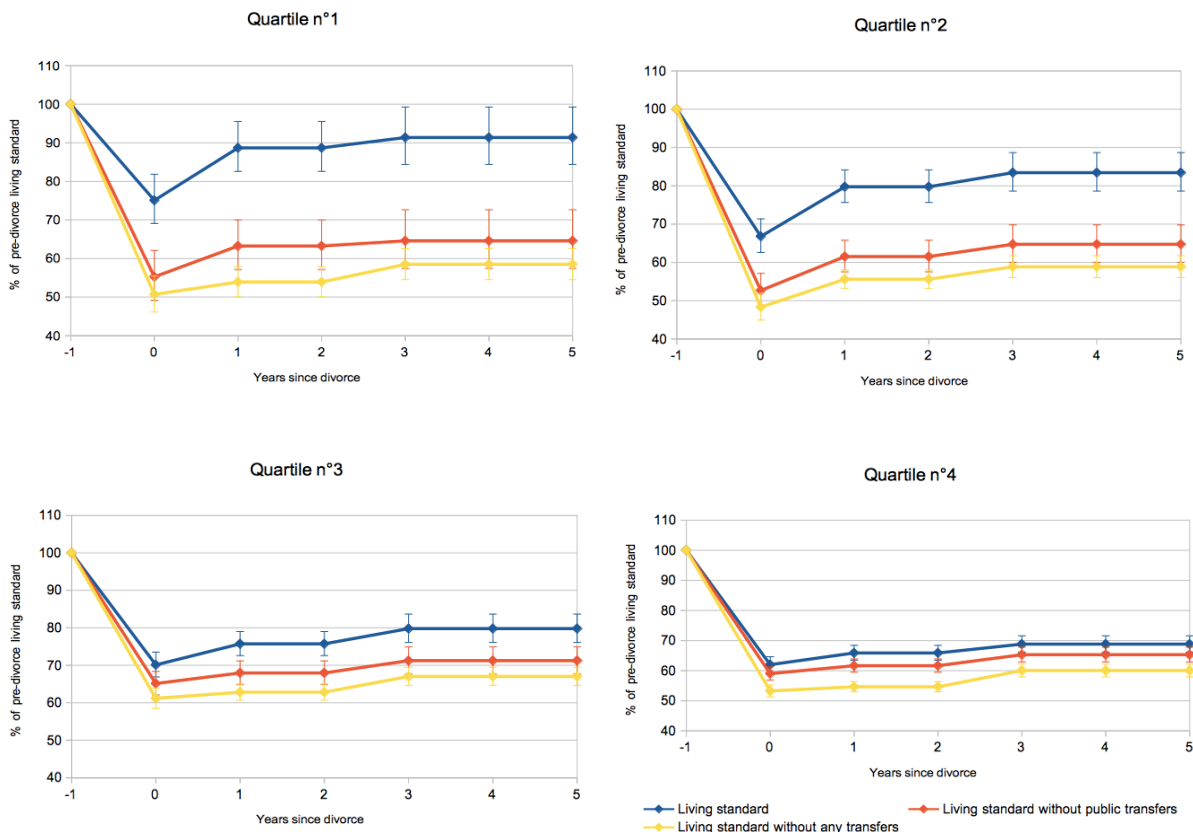 Quartile n°1
% of pre-divorce living standard
110
100
90
80
70
60
50
40
-1 0 1 2 3 4 5
Years since divorce
Quartile n°2
% of pre-divorce living standard
110
100
90
80
70
60
50
40
-1 0 1 2 3 4 5
Years since divorce
Quartile n°3
% of pre-divorce living standard
110
100
90
80
70
60
50
40
-1 0 1 2 3 4 5
Years since divorce
Quartile n°4
% of pre-divorce living standard
110
100
90
80
70
60
50
40
-1 0 1 2 3 4 5
Years since divorce
Living standard Living standard without public transfers
Living standard without any transfers